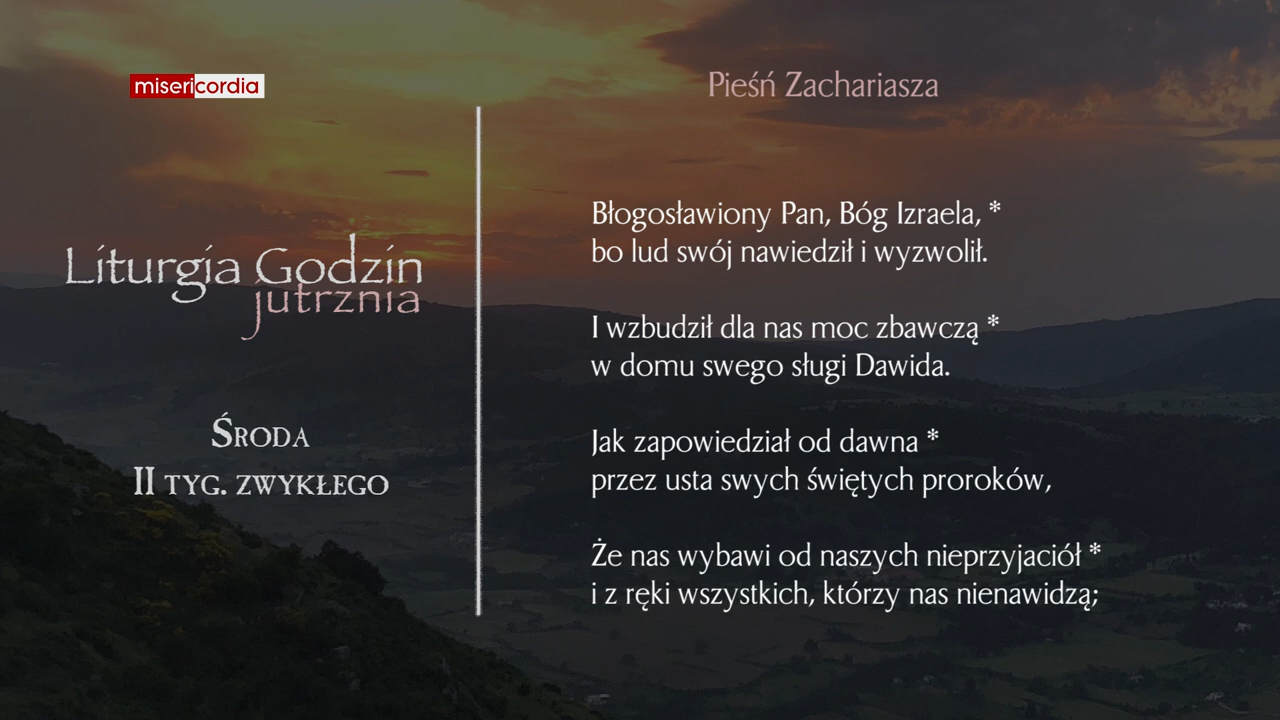 misericordia
Liturgia Godzin
jutrznia
Środa
II tyg. zwykłego
Pieśń Zachariasza
Błogosławiony Pan, Bóg Izraela, *
bo lud swój nawiedził i wyzwolił.
I wzbudził dla nas moc zbawczą *
w domu swego sługi Dawida.
Jak zapowiedział od dawna *
przez usta swych świętych proroków,
Że nas wybawi od naszych nieprzyjaciół *
i z ręki wszystkich, którzy nas nienawidzą;